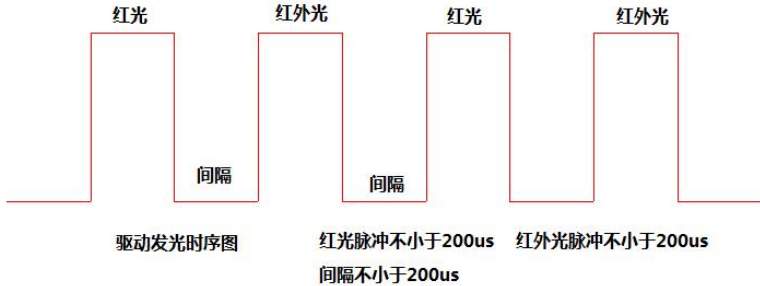 红光 红外光 红光 红外光
间隔 间隔
驱动发光时序图 红光脉冲不小于200us 红外光脉冲不小于200us
间隔不小于200us